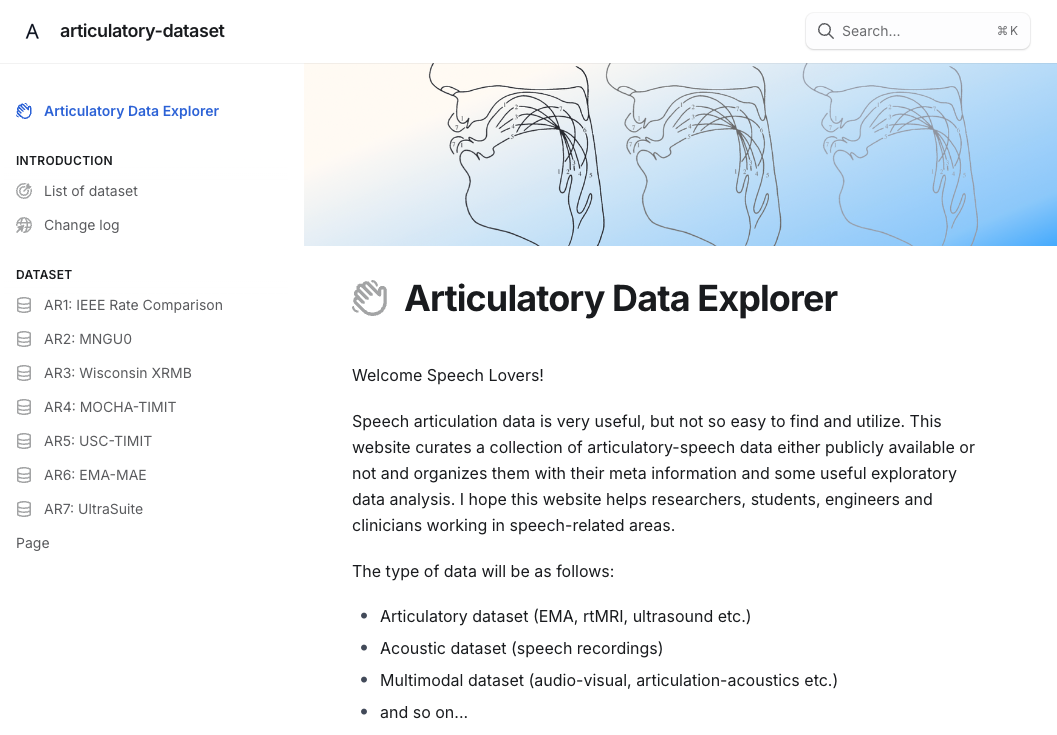 A articulatory-dataset
Search... ⌘ K
Articulatory Data Explorer
INTRODUCTION
List of dataset
Change log
DATASET
AR1: IEEE Rate Comparison
AR2: MNGU0
AR3: Wisconsin XRMB
AR4: MOCHA-TIMIT
AR5: USC-TIMIT
AR6: EMA-MAE
AR7: UltraSuite
Page
Articulatory Data Explorer
Welcome Speech Lovers!
Speech articulation data is very useful, but not so easy to find and utilize. This
website curates a collection of articulatory-speech data either publicly available or
not and organizes them with their meta information and some useful exploratory
data analysis. I hope this website helps researchers, students, engineers and
clinicians working in speech-related areas.
The type of data will be as follows:
• Articulatory dataset (EMA, rtMRI, ultrasound etc.)
• Acoustic dataset (speech recordings)
• Multimodal dataset (audio-visual, articulation-acoustics etc.)
• and so on...